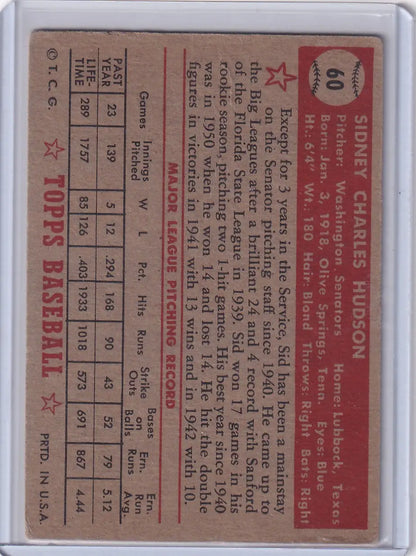 60
SIDNEY CHARLES HUDSON
Pitcher: Washington Senators Home: Lubbock, Texas
Born: Jan. 3, 1918, Olive Springs, Tenn. Eyes: Blue
Ht.: 6'4" Wt.: 180 Hair: Blond Throws: Right Bats: Right
Except for 3 years in the Service, Sid has been a mainstay
on the Senator pitching staff since 1940. He came up to
the Big Leagues after a brilliant 24 and 4 record with Sanford
of the Florida State League in 1939. Sid won 17 games in his
rookie season, pitching two 1-hit games. His best year since 1940
was in 1950 when he won 14 and lost 14. He hit the double
figures in victories in 1941 with 13 wins and in 1942 with 10.
MAJOR LEAGUE PITCHING RECORD
Games Innings Pitched W L Pct. Hits Runs Strike Outs Bases on Balls Ern. Runs Ern. Run Avg.
PAST YEAR 23 139 5 12 .294 168 90 43 52 79 5.12
LIFE-TIME 289 1757 85 126 .403 1933 1018 573 691 867 4.44
© T. C. G. TOPPS BASEBALL PRTD. IN U.S.A.